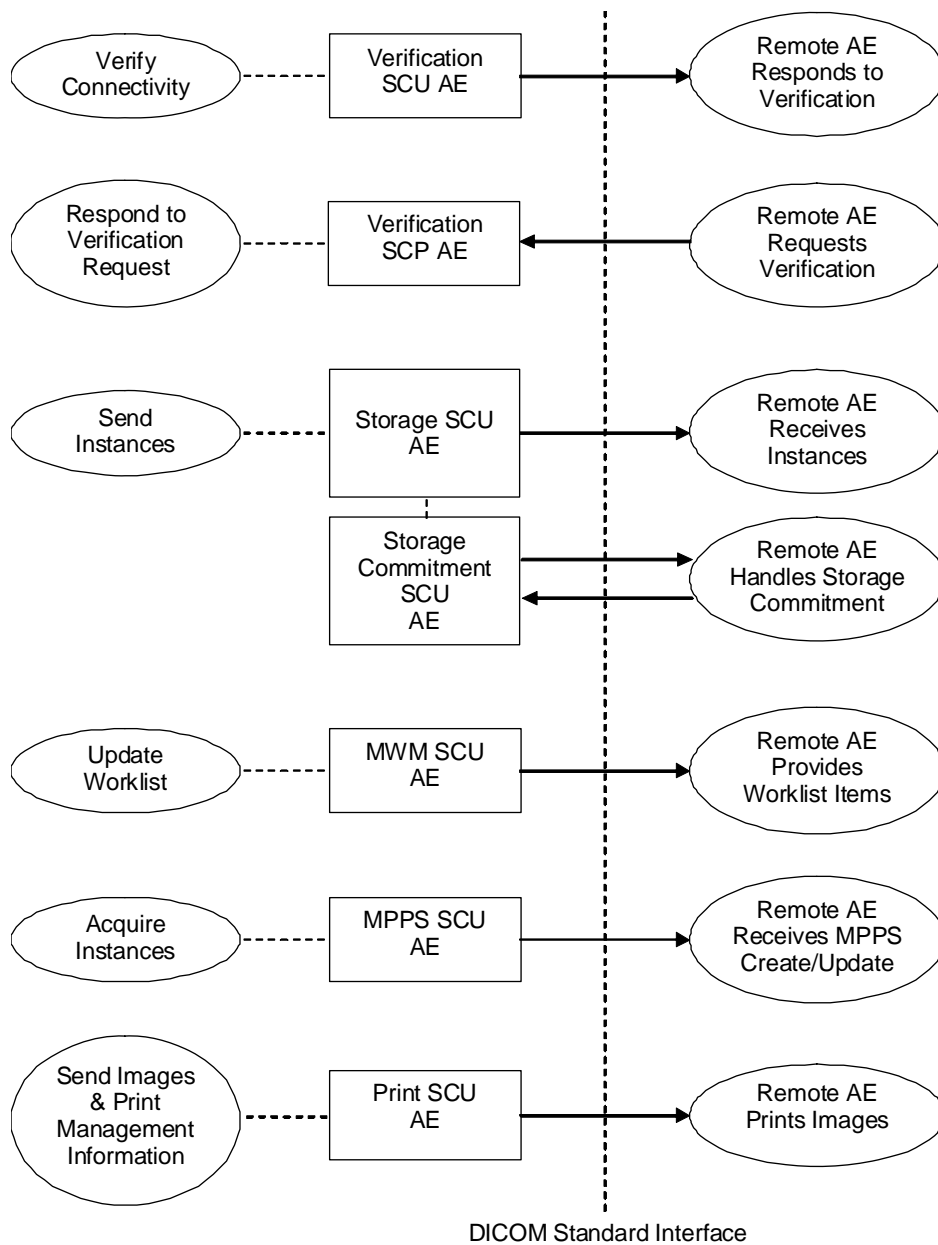 Verify
Connectivity
Verification
SCU AE
Remote AE
Responds to
Verification
Respond to
Verification
Request
Verification
SCP AE
Remote AE
Requests
Verification
Send
Instances
Storage SCU
AE
Remote AE
Receives
Instances
Storage
Commitment
SCU
AE
Remote AE
Handles Storage
Commitment
Update
Worklist
MWM SCU
AE
Remote AE
Provides
Worklist Items
Acquire
Instances
MPPS SCU
AE
Remote AE
Receives MPPS
Create/Update
Send Images
& Print
Management
Information
Print SCU
AE
Remote AE
Prints Images
DICOM Standard Interface